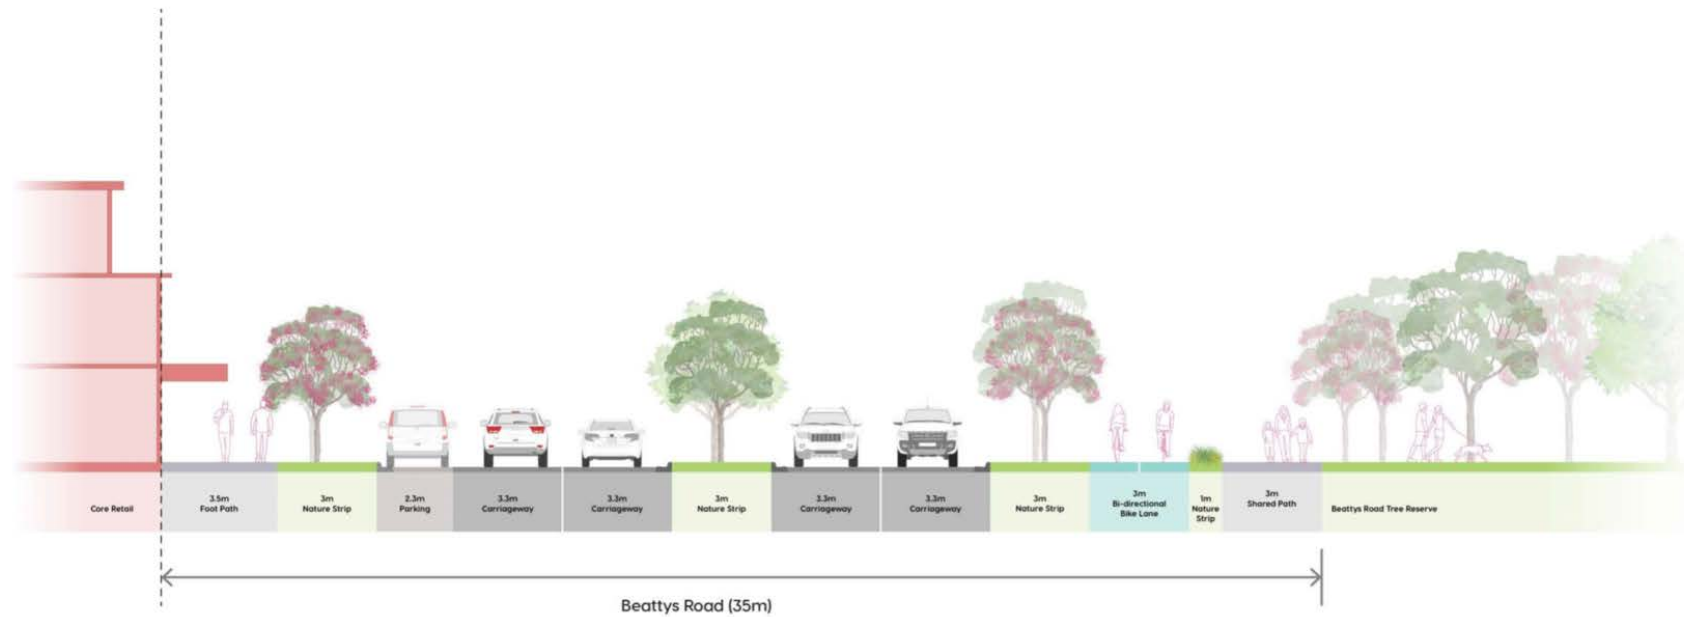 Core Retail
3.5m
Foot Path
3m
Nature Strip
2.3m
Parking
3.3m
Carriageway
3.3m
Carriageway
3m
Nature Strip
3.3m
Carriageway
3.3m
Carriageway
3m
Nature Strip
3m
Bi-directional
Bike Lane
1m
Nature
Strip
3m
Shared Path
Beattys Road Tree Reserve
Beattys Road (35m)